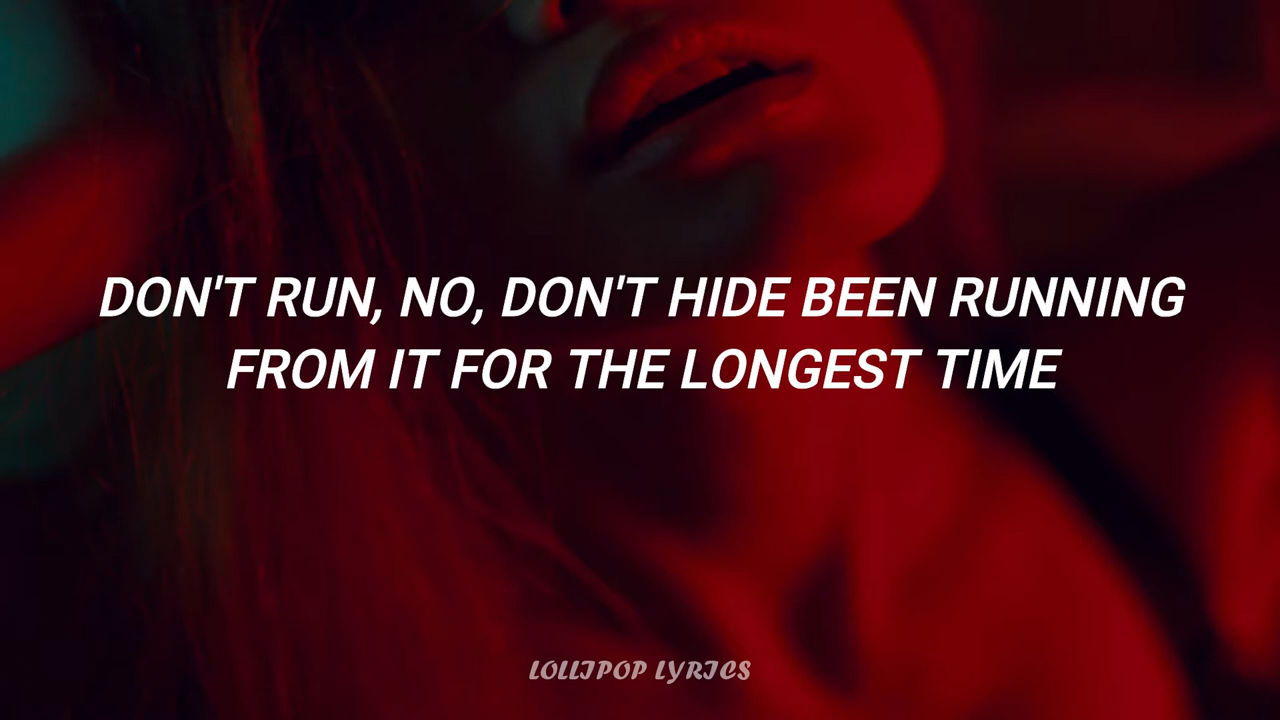 DON'T RUN, NO, DON'T HIDE BEEN RUNNING
FROM IT FOR THE LONGEST TIME
LOLLIPOP LYRICS